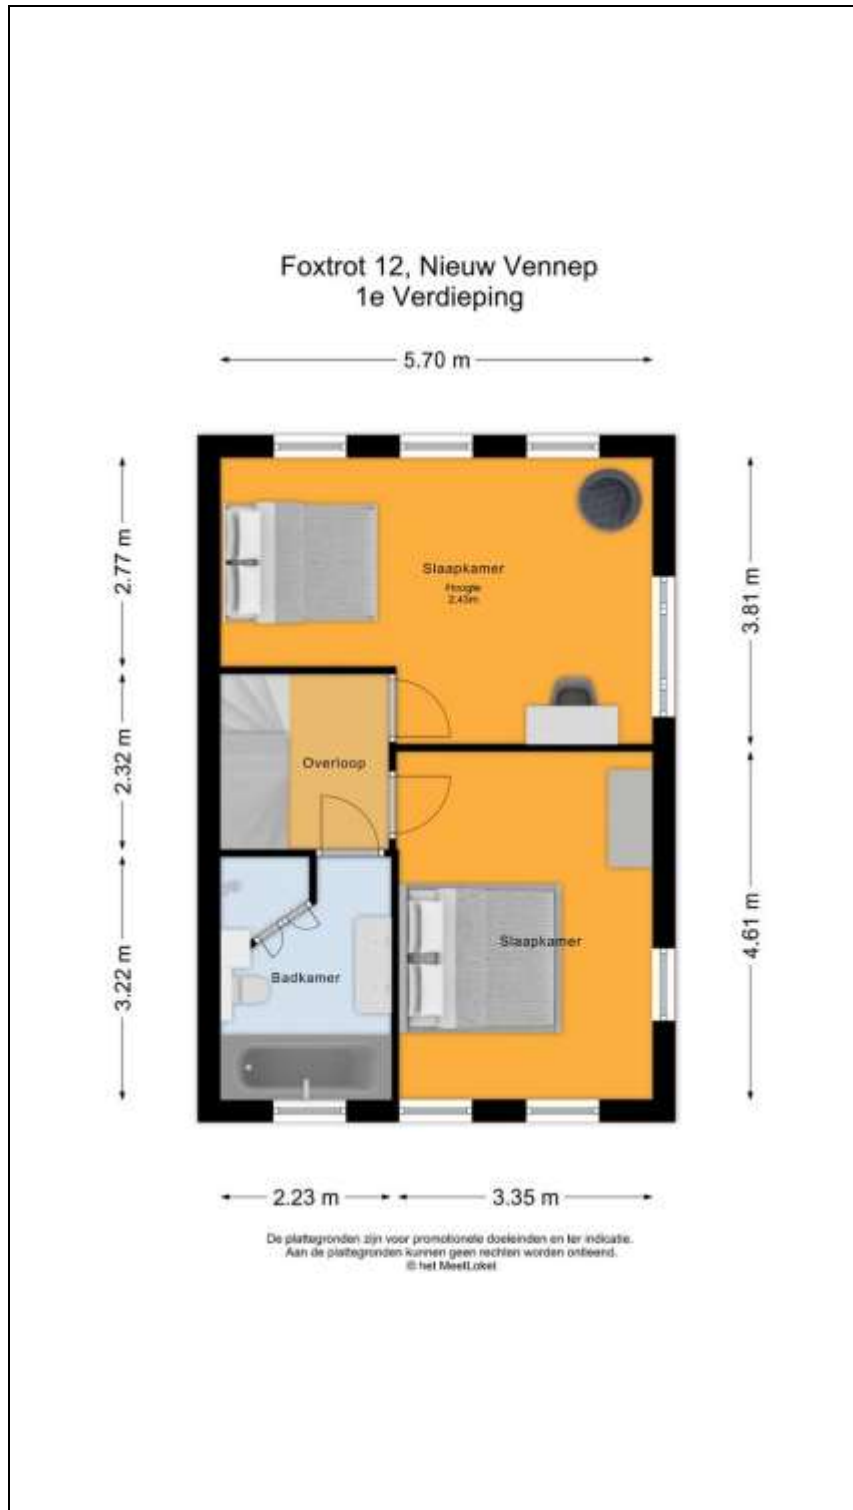 Foxtrot 12, Nieuw Vennep
1e Verdieping
5.70 m
2.77 m
3.81 m
Slaapkamer
Hoogte
2,43m
2.32 m
Overloop
4.61 m
Slaapkamer
3.22 m
Badkamer
2.23 m
3.35 m
De plattegronden zijn voor promotionele doeleinden en ter indicatie.
Aan de plattegronden kunnen geen rechten worden ontleend.
© het MeetLoket